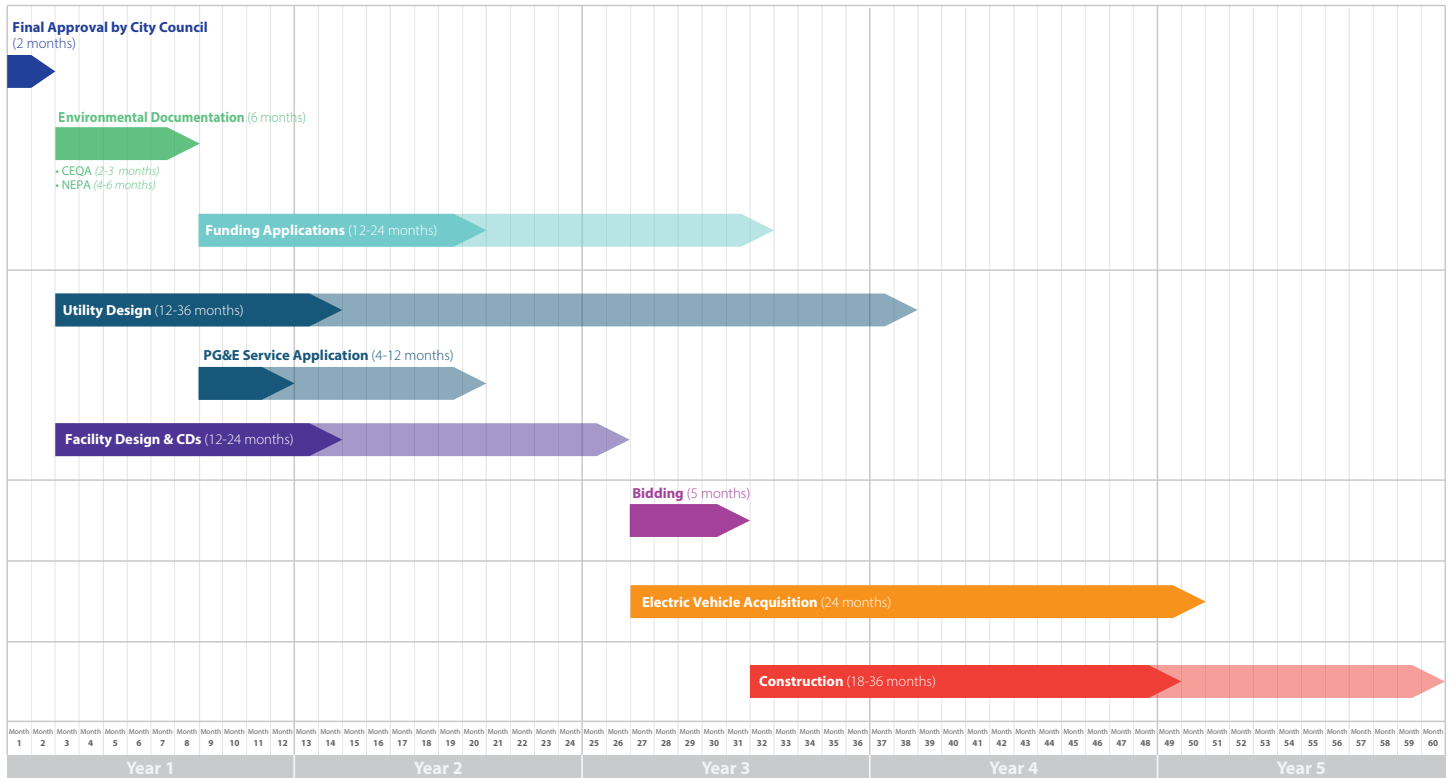 Final Approval by City Council
(2 months)
Environmental Documentation (6 months)
• CEQA (2-3 months)
• NEPA (4-6 months)
Funding Applications (12-24 months)
Utility Design (12-36 months)
PG&E Service Application (4-12 months)
Facility Design & CDs (12-24 months)
Bidding (5 months)
Electric Vehicle Acquisition (24 months)
Construction (18-36 months)
Month Month Month Month Month Month Month Month Month Month Month Month Month Month Month Month Month Month Month Month Month Month Month Month Month Month Month Month Month Month Month Month Month Month Month Month Month Month Month Month Month Month Month Month Month Month Month Month Month Month Month Month Month Month Month Month Month Month Month Month
1 2 3 4 5 6 7 8 9 10 11 12 13 14 15 16 17 18 19 20 21 22 23 24 25 26 27 28 29 30 31 32 33 34 35 36 37 38 39 40 41 42 43 44 45 46 47 48 49 50 51 52 53 54 55 56 57 58 59 60
Year 1 Year 2 Year 3 Year 4 Year 5